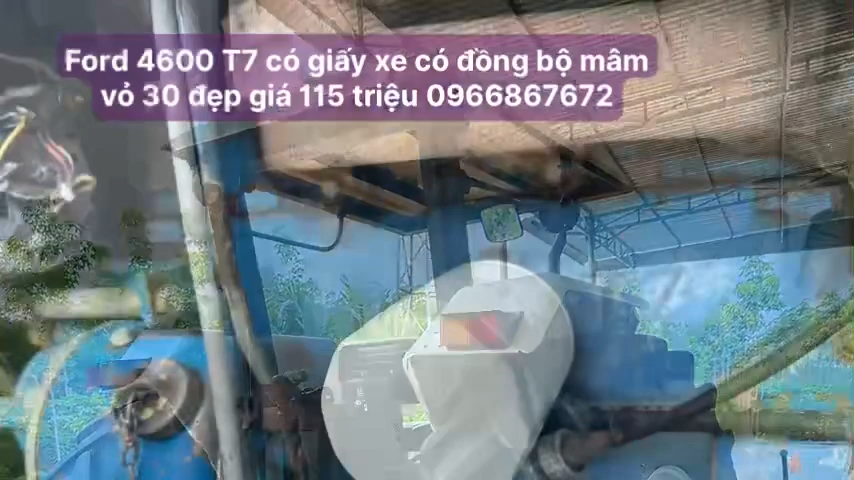 Ford 4600 T7 có giấy xe có đồng bộ mâm
vỏ 30 đẹp giá 115 triệu 0966867672